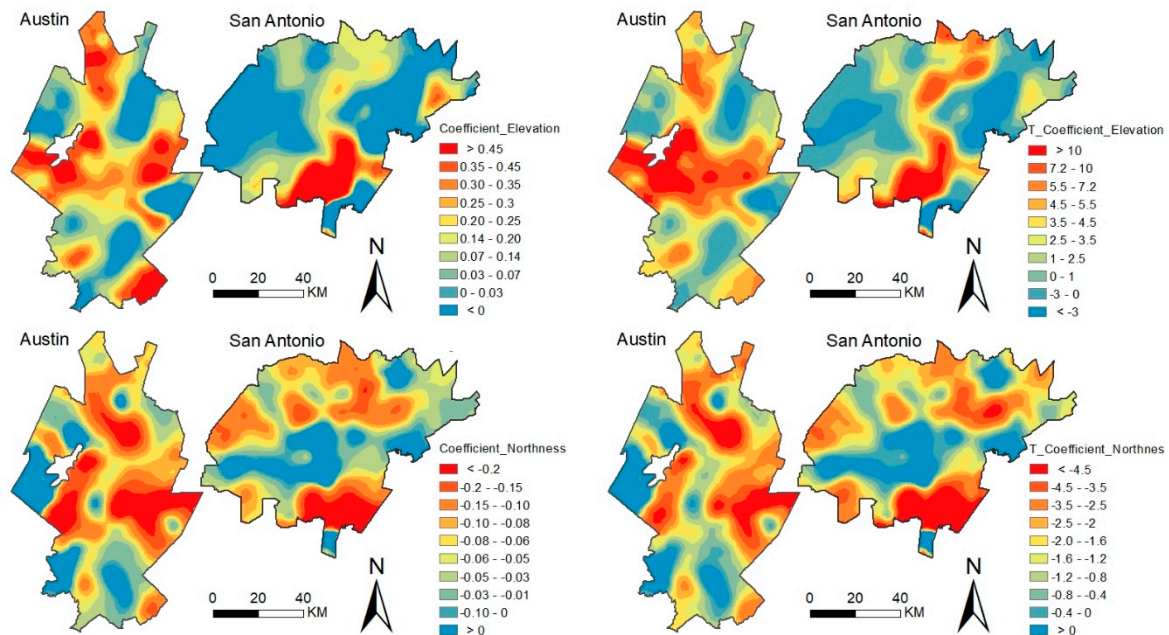 Austin
San Antonio
Coefficient_Elevation
> 0.45
0.35 - 0.45
0.30 - 0.35
0.25 - 0.3
0.20 - 0.25
0.14 - 0.20
0.07 - 0.14
0.03 - 0.07
0 - 0.03
< 0
0 20 40
KM
N
Austin
San Antonio
T_Coefficient_Elevation
> 10
7.2 - 10
5.5 - 7.2
4.5 - 5.5
3.5 - 4.5
2.5 - 3.5
1 - 2.5
0 - 1
-3 - 0
< -3
0 20 40
KM
N
Austin
San Antonio
Coefficient_Northness
< -0.2
-0.2 - -0.15
-0.15 - -0.10
-0.10 - -0.08
-0.08 - -0.06
-0.06 - -0.05
-0.05 - -0.03
-0.03 - -0.01
-0.10 - 0
> 0
0 20 40
KM
N
Austin
San Antonio
T_Coefficient_Northnes
< -4.5
-4.5 - -3.5
-3.5 - -2.5
-2.5 - -2
-2.0 - -1.6
-1.6 - -1.2
-1.2 - -0.8
-0.8 - -0.4
-0.4 - 0
> 0
0 20 40
KM
N